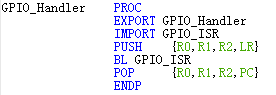 GPIO_Handler    PROC
                EXPORT GPIO_Handler
                IMPORT GPIO_ISR
                PUSH    {R0,R1,R2,LR}
                BL GPIO_ISR
                POP     {R0,R1,R2,PC}
                ENDP